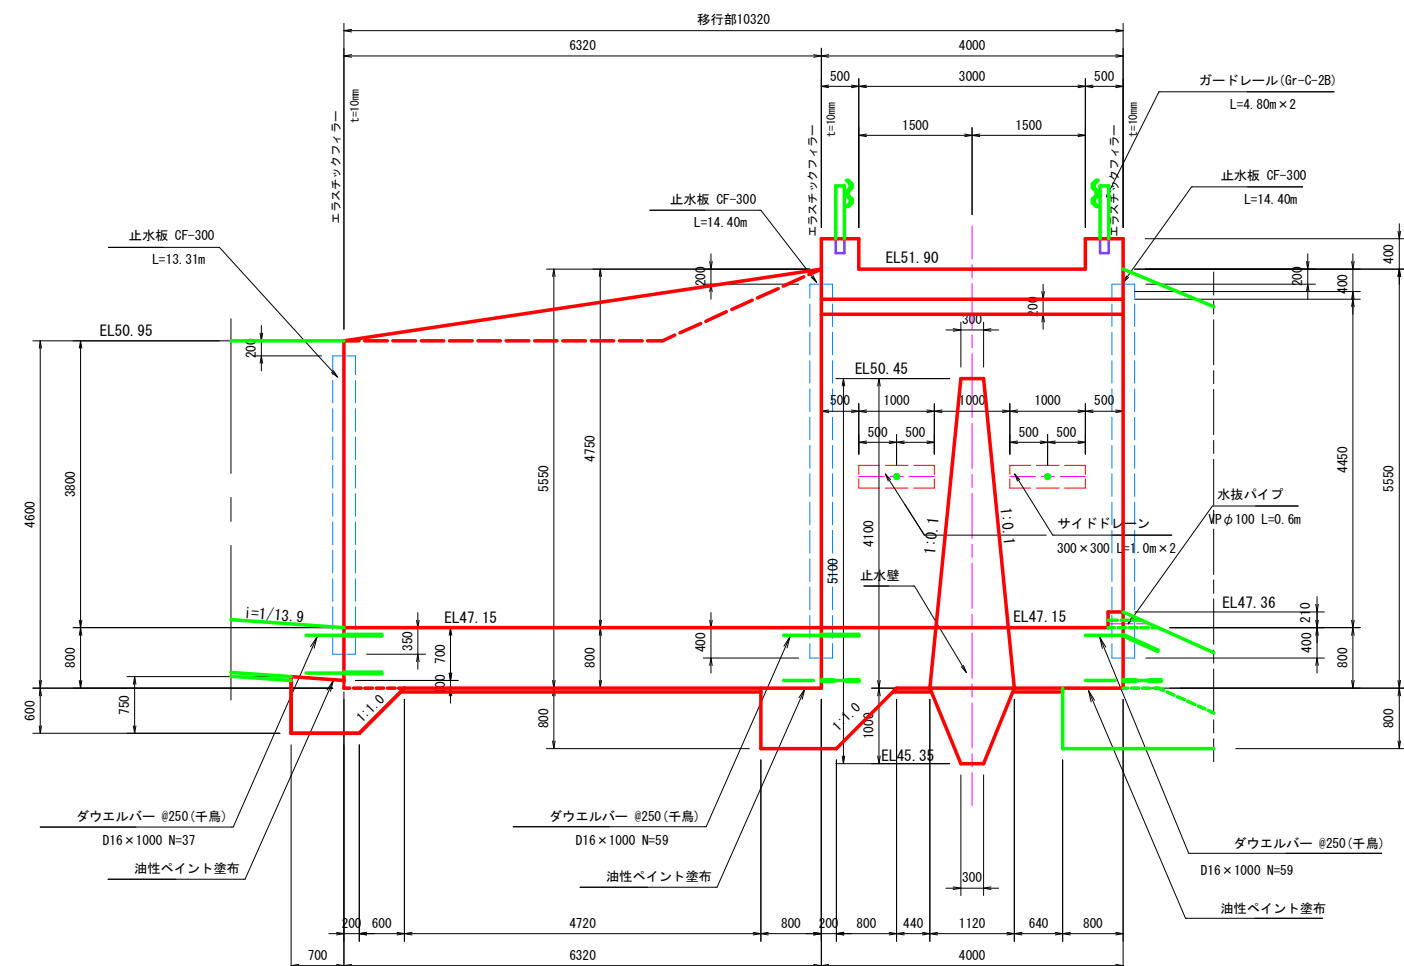 移行部10320
6320
4000
500
3000
500
ガードレール(Gr-C-2B)
L=4.80m×2
1500
1500
エラスチックフィラー
t=10mm
エラスチックフィラー
t=10mm
エラスチックフィラー
t=10mm
止水板 CF-300
L=14.40m
止水板 CF-300
L=14.40m
止水板 CF-300
L=13.31m
EL51.90
200
200
400
400
200
300
EL50.95
200
EL50.45
500
1000
1000
1000
500
500
500
500
500
4600
3800
5550
4750
4450
5550
4100
5100
1:0.1
1:0.1
水抜パイプ
VPφ100 L=0.6m
サイドドレーン
300×300 L=1.0m×2
止水壁
i=1/13.9
EL47.15
EL47.15
EL47.36
210
800
350
700
800
400
400
800
600
750
1:1.0
800
1:1.0
1000
800
EL45.35
ダウエルバー @250(千鳥)
D16×1000 N=37
油性ペイント塗布
ダウエルバー @250(千鳥)
D16×1000 N=59
油性ペイント塗布
ダウエルバー @250(千鳥)
D16×1000 N=59
油性ペイント塗布
300
200
600
4720
800
200
800
440
1120
640
800
700
6320
4000